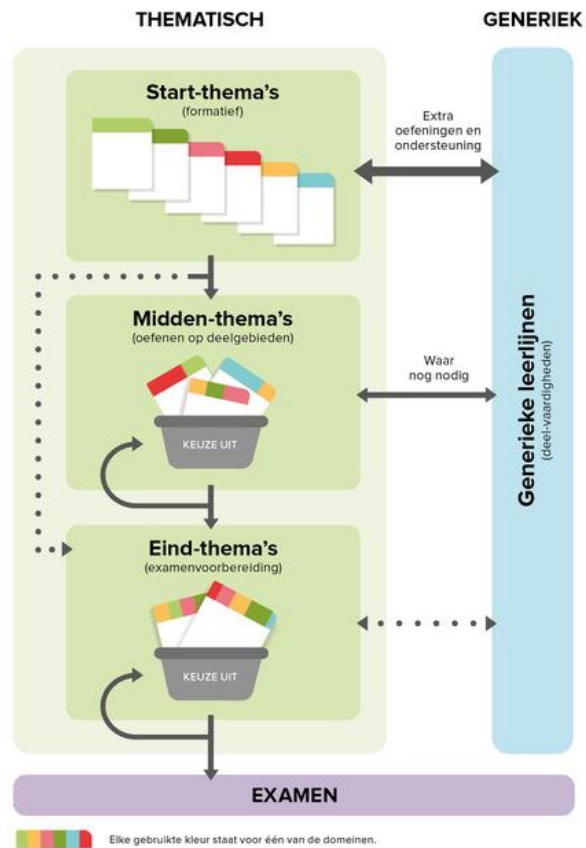 THEMATISCH
GENERIEK
Start-thema's
(formatief)
Extra
oefeningen en
ondersteuning
Midden-thema's
(oefenen op deelgebieden)
KEUZE UIT
Waar
nog nodig
Generieke leerlijnen
(deel-vaardigheden)
Eind-thema's
(examenvoorbereiding)
KEUZE UIT
EXAMEN
Elke gebruikte kleur staat voor één van de domeinen.